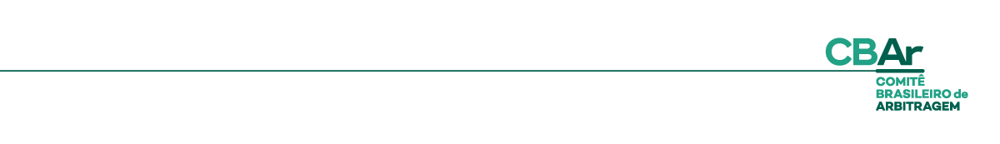 CBAr
COMITÊ
BRASILEIRO de
ARBITRAGEM